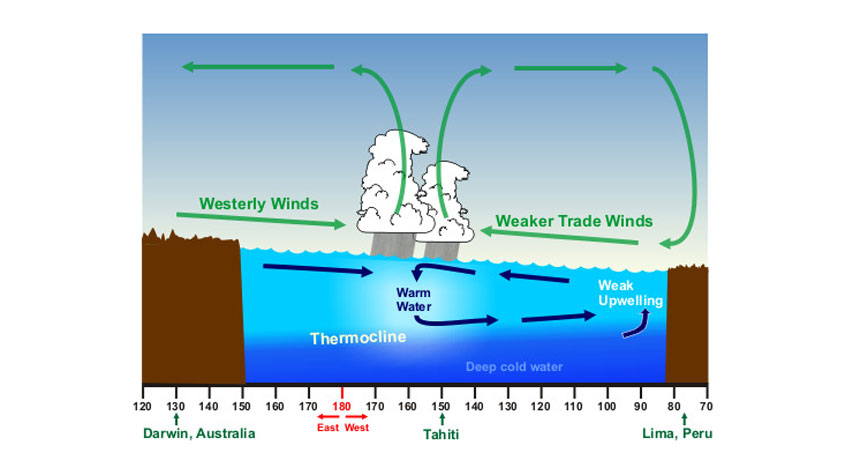 Westerly Winds
Weaker Trade Winds
Weak
Upwelling
Warm
Water
Thermocline
Deep cold water
120 130 140 150 160 170 180 170 160 150 140 130 120 110 100 90 80 70
East West
Darwin, Australia Tahiti Lima, Peru